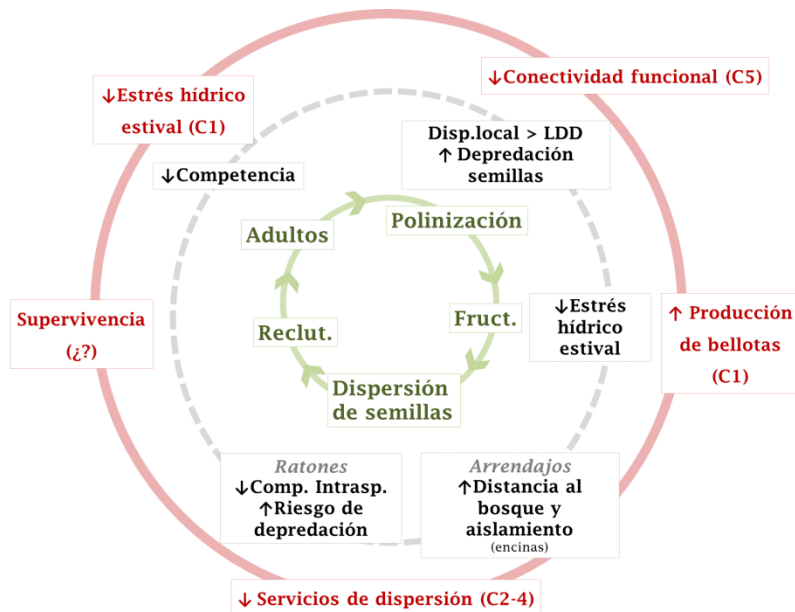 ↓Conectividad funcional (C5)
↓Estrés hídrico
estival (C1)
Disp.local > LDD
↑ Depredación
semillas
↓Competencia
Polinización
Adultos
Supervivencia
(¿?)
Reclut.
Fruct.
↓Estrés
hídrico
estival
↑ Producción
de bellotas
(C1)
Dispersión
de semillas
Ratones
↓Comp. Intrasp.
↑Riesgo de
depredación
Arrendajos
↑Distancia al
bosque y
aislamiento
(encinas)
↓ Servicios de dispersión (C2-4)